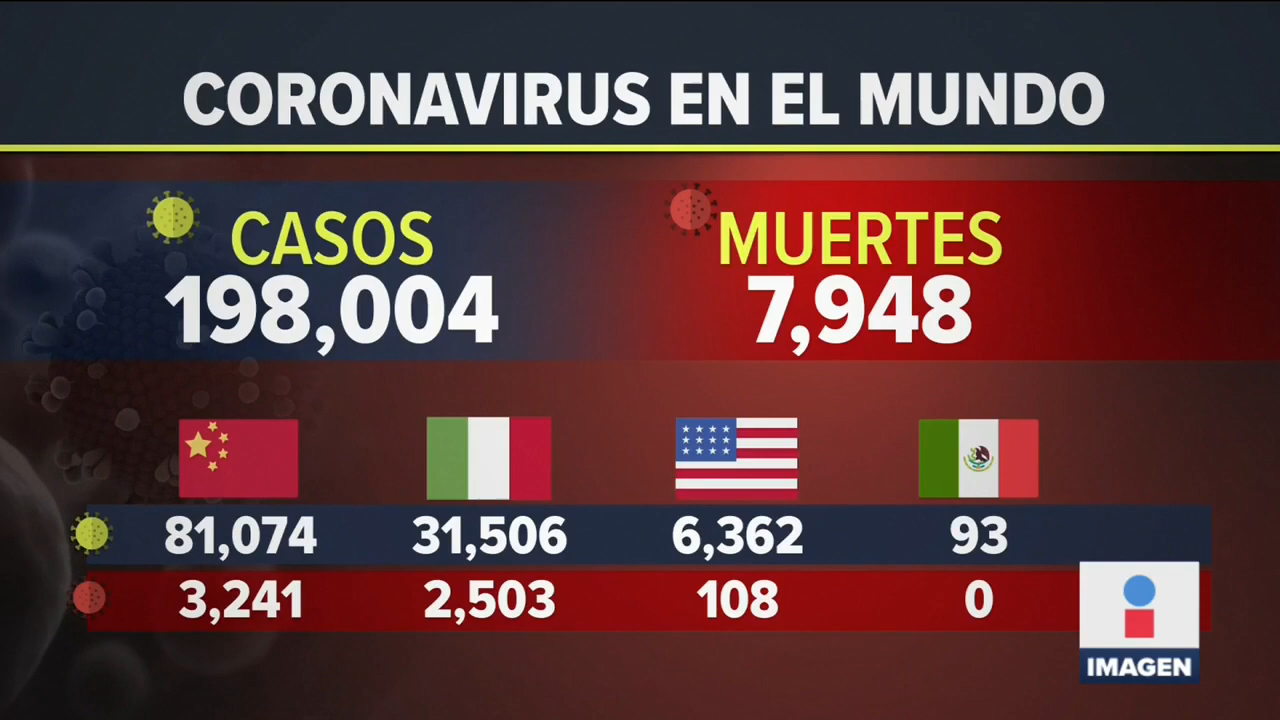 CORONAVIRUS EN EL MUNDO
CASOS
198,004
MUERTES
7,948
81,074 31,506 6,362 93
3,241 2,503 108 0
IMAGEN